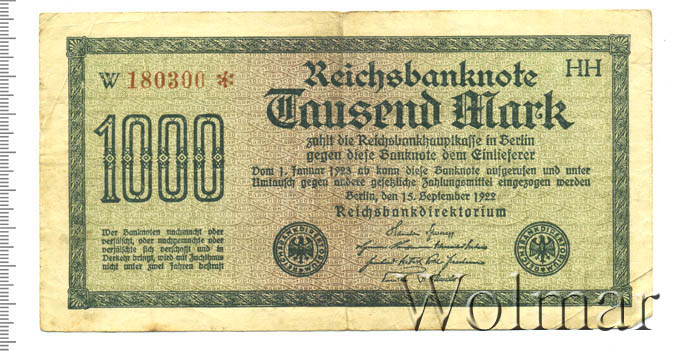 W 180300 *
HH
Reichsbanknote
Tausend Mark
1000
zahlt die Reichsbankhauptkasse in Berlin
gegen diese Banknote dem Einlieferer
Vom 1. Januar 1923 ab kann diese Banknote aufgerufen und unter
Umtausch gegen andere gesetzliche Zahlungsmittel eingezogen werden
Berlin, den 15. September 1922
Reichsbankdirektorium
Wer Banknoten nachmacht oder
verfälscht, oder nachgemachte oder
verfälschte sich verschafft und in
Verkehr bringt, wird mit Zuchthaus
nicht unter zwei Jahren bestraft
Wolmar